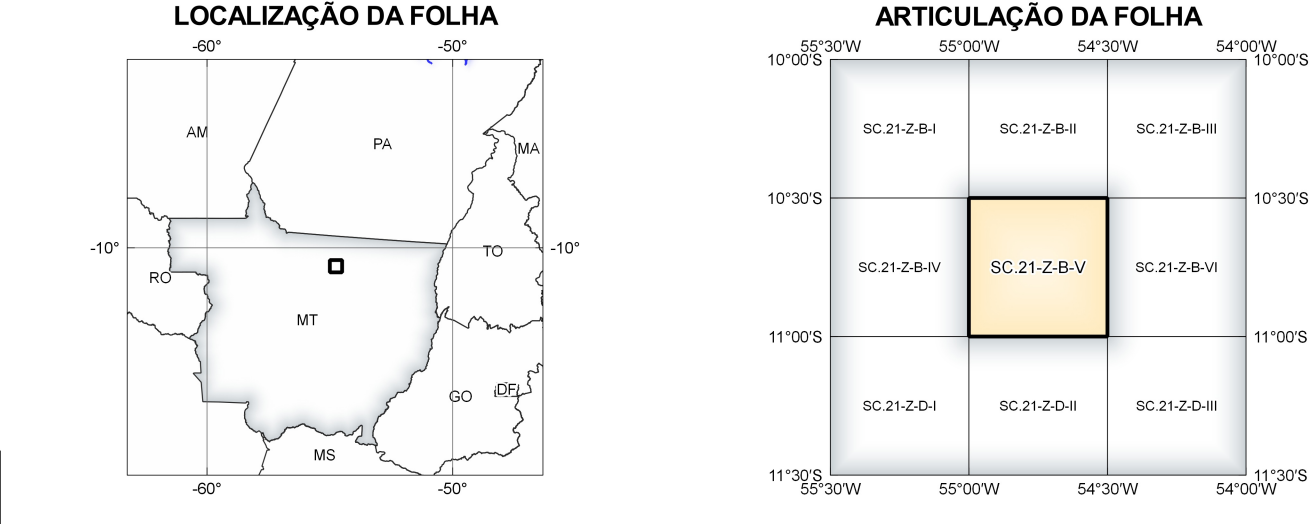 LOCALIZAÇÃO DA FOLHA
-60° -50°
AM
PA
MA
-10° -10°
TO
RO
MT
GO
DF
MS
-60° -50°
ARTICULAÇÃO DA FOLHA
55°30'W 55°00'W 54°30'W 54°00'W
10°00'S 10°00'S
SC.21-Z-B-I SC.21-Z-B-II SC.21-Z-B-III
10°30'S 10°30'S
SC.21-Z-B-IV SC.21-Z-B-V SC.21-Z-B-VI
11°00'S 11°00'S
SC.21-Z-D-I SC.21-Z-D-II SC.21-Z-D-III
11°30'S 11°30'S
55°30'W 55°00'W 54°30'W 54°00'W